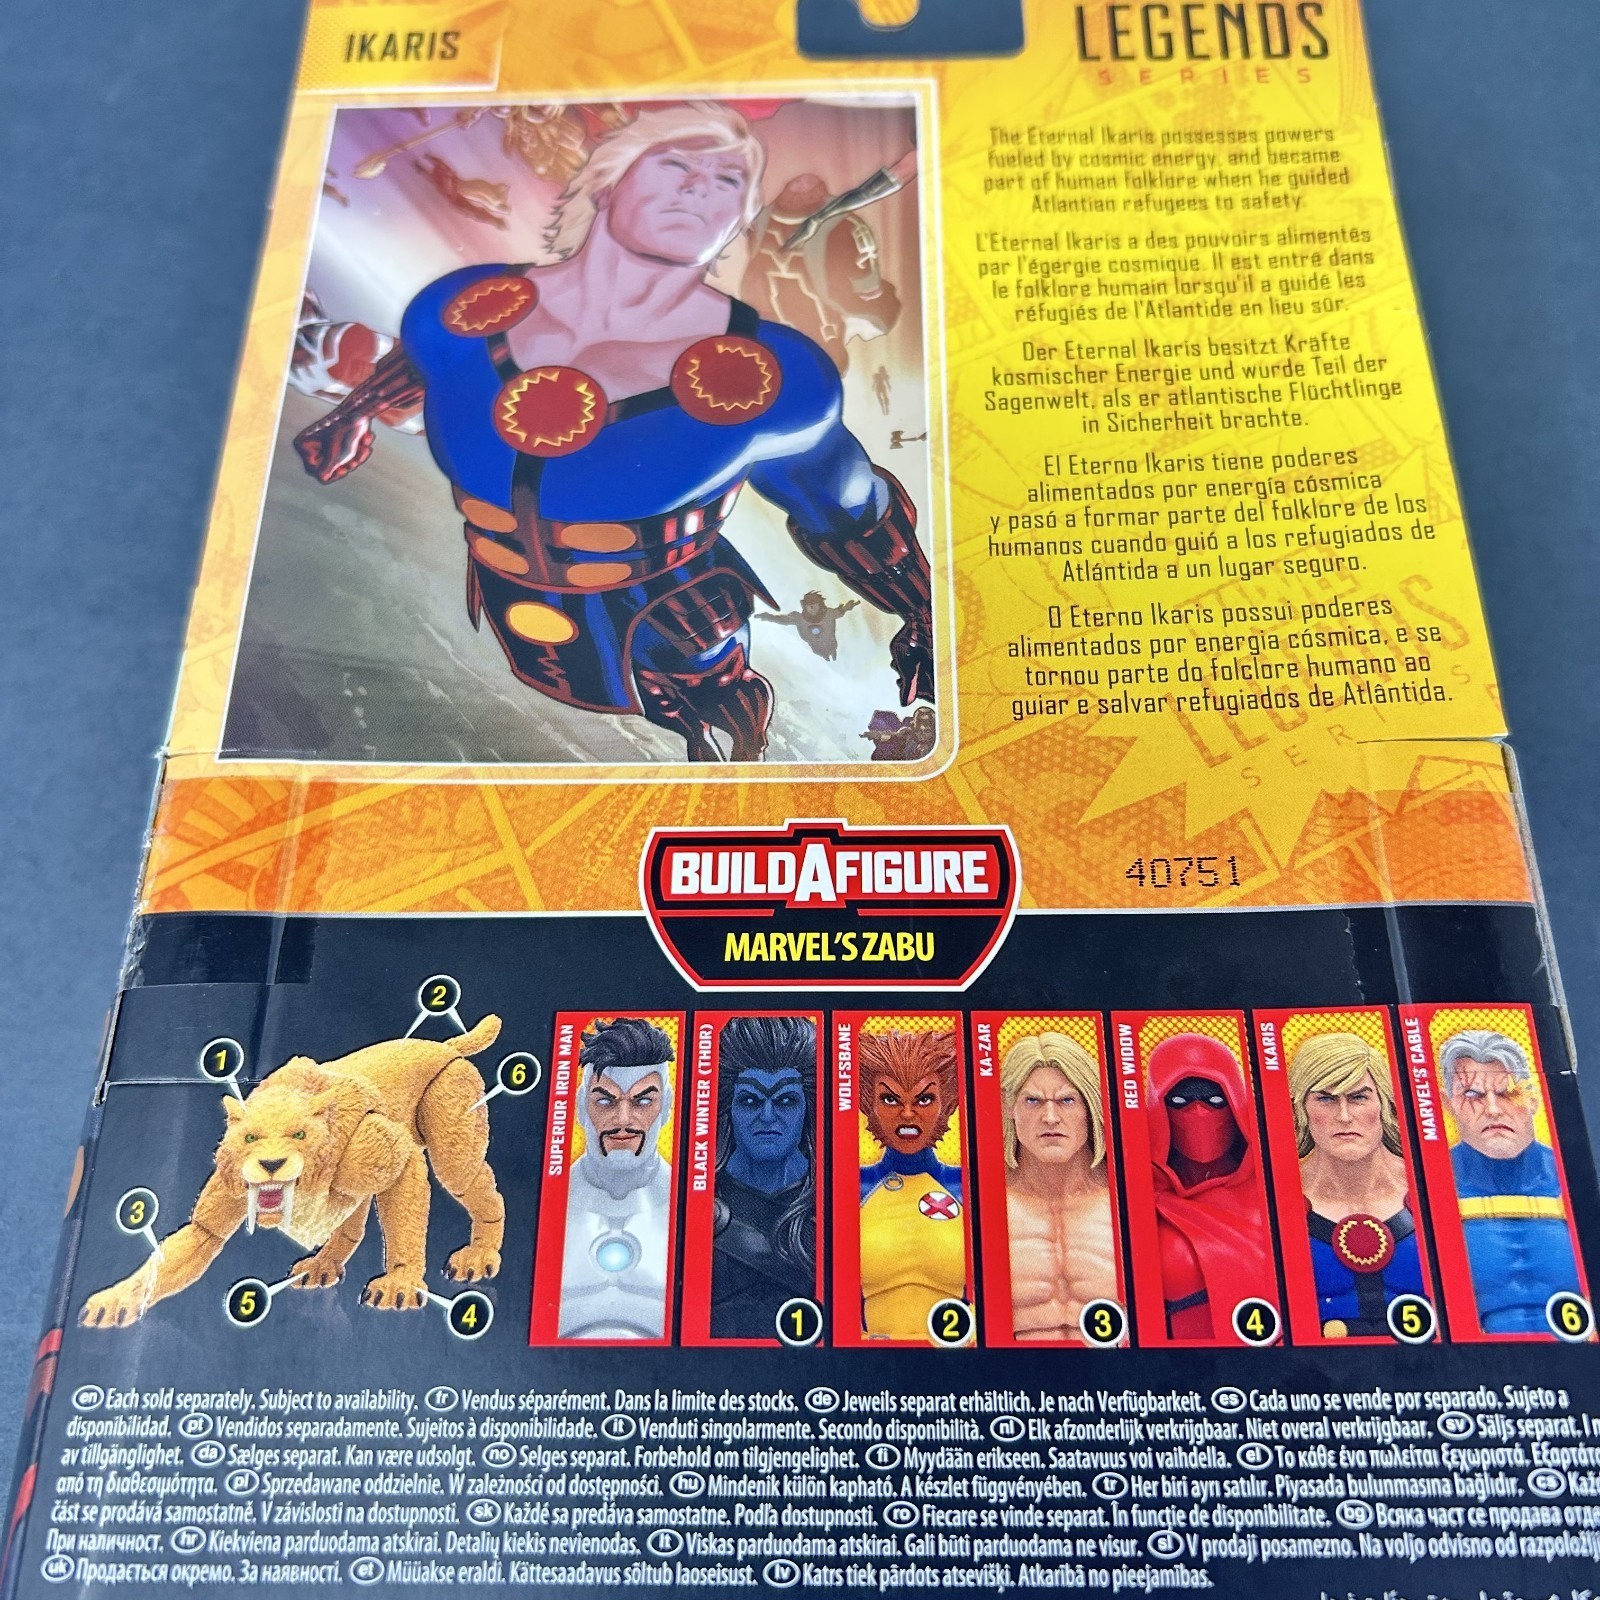 IKARIS
LEGENDS
SERIES
The Eternal Ikaris possesses powers
fueled by cosmic energy, and became
part of human folklore when he guided
Atlantian refugees to safety.
L'Eternal Ikaris a des pouvoirs alimentés
par l'égergie cosmique. Il est entré dans
le folklore humain lorsqu'il a guidé les
réfugiés de l'Atlantide en lieu sûr.
Der Eternal Ikaris besitzt Kräfte
kosmischer Energie und wurde Teil der
Sagenwelt, als er atlantische Flüchtlinge
in Sicherheit brachte.
El Eterno Ikaris tiene poderes
alimentados por energía cósmica
y pasó a formar parte del folklore de los
humanos cuando guió a los refugiados de
Atlántida a un lugar seguro.
O Eterno Ikaris possui poderes
alimentados por energia cósmica, e se
tornou parte do folclore humano ao
guiar e salvar refugiados de Atlântida.
LEGENDS
SER
BUILDAFIGURE
MARVEL'S ZABU
40751
1
2
3
4
5
6
SUPERIOR IRON MAN
BLACK WINTER (THOR)
1
WOLFSBANE
2
KA-ZAR
3
RED WIDOW
4
IKARIS
5
MARVEL'S CABLE
6
en Each sold separately. Subject to availability. fr Vendus séparément. Dans la limite des stocks. de Jeweils separat erhältlich. Je nach Verfügbarkeit. es Cada uno se vende por separado. Sujeto a
disponibilidad. pt Vendidos separadamente. Sujeitos à disponibilidade. it Venduti singolarmente. Secondo disponibilità. nl Elk afzonderlijk verkrijgbaar. Niet overal verkrijgbaar. sv Säljs separat. I m
av tillgänglighet. da Sælges separat. Kan være udsolgt. no Selges separat. Forbehold om tilgjengelighet. fi Myydään erikseen. Saatavuus voi vaihdella. el Το κάθε ένα πωλείται ξεχωριστά. Εξαρτάτα
από τη διαθεσιμότητα. pl Sprzedawane oddzielnie. W zależności od dostępności. hu Mindenik külön kapható. A készlet függvényében. tr Her biri ayrı satılır. Piyasada bulunmasına bağlıdır. cs Každ
část se prodává samostatně. V závislosti na dostupnosti. sk Každé sa predáva samostatne. Podľa dostupnosti. ro Fiecare se vinde separat. În funcție de disponibilitate. bg Всяка част се продава отде
При наличност. hr Kiekviena parduodama atskirai. Detalių kiekis nevienodas. lt Viskas parduodama atskirai. Gali būti parduodama ne visur. sl V prodaji posamezno. Na voljo odvisno od razpoložlji
uk Продається окремо. За наявності. et Müüakse eraldi. Kättesaadavus sõltub laoseisust. lv Katrs tiek pārdots atsevišķi. Atkarībā no pieejamības.